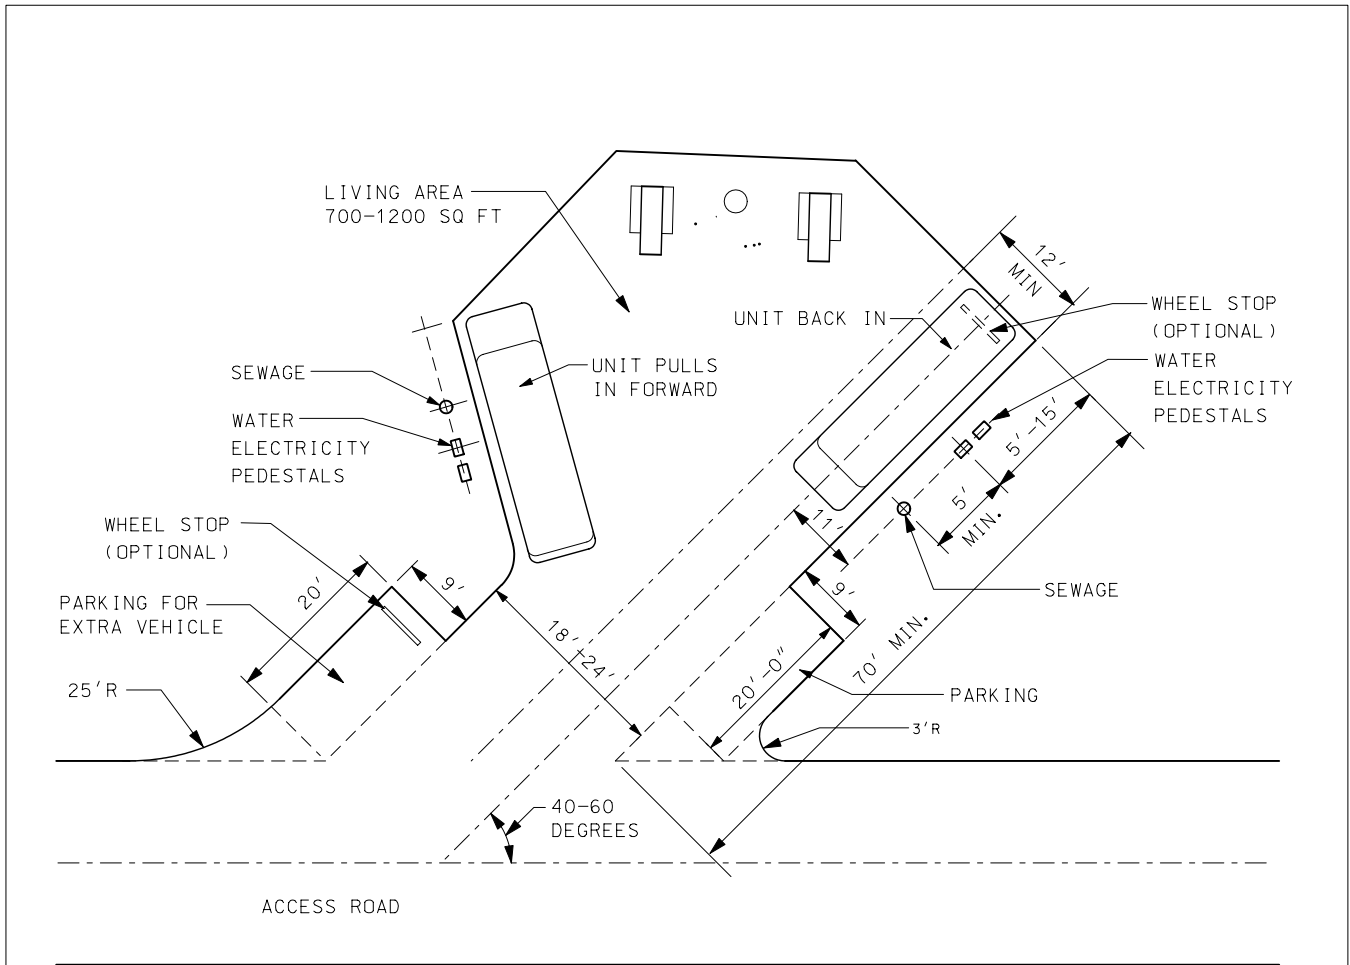 LIVING AREA
700-1200 SQ FT
12'
MIN
UNIT BACK IN
WHEEL STOP
(OPTIONAL)
WATER
ELECTRICITY
PEDESTALS
SEWAGE
UNIT PULLS
IN FORWARD
WATER
ELECTRICITY
PEDESTALS
5'-15'
5'
MIN.
WHEEL STOP
(OPTIONAL)
11'
20'
9'
9'
SEWAGE
PARKING FOR
EXTRA VEHICLE
18'-24'
70' MIN.
25'R
20'-0"
PARKING
3'R
40-60
DEGREES
ACCESS ROAD